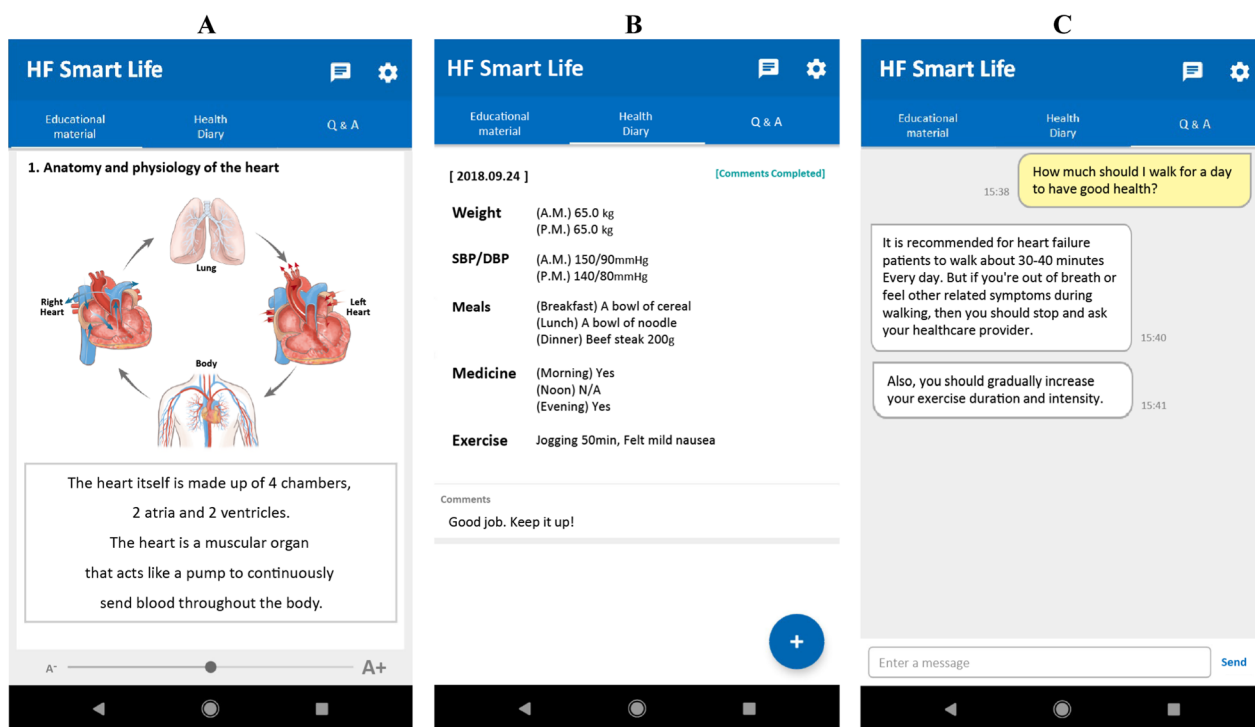 A
HF Smart Life
Educational
material
Health
Diary
Q & A
1. Anatomy and physiology of the heart
Lung
Right
Heart
Left
Heart
Body
The heart itself is made up of 4 chambers,
2 atria and 2 ventricles.
The heart is a muscular organ
that acts like a pump to continuously
send blood throughout the body.
A-
A+
B
HF Smart Life
Educational
material
Health
Diary
Q & A
[ 2018.09.24 ]
[Comments Completed]
Weight (A.M.) 65.0 kg
(P.M.) 65.0 kg
SBP/DBP (A.M.) 150/90mmHg
(P.M.) 140/80mmHg
Meals (Breakfast) A bowl of cereal
(Lunch) A bowl of noodle
(Dinner) Beef steak 200g
Medicine (Morning) Yes
(Noon) N/A
(Evening) Yes
Exercise Jogging 50min, Felt mild nausea
Comments
Good job. Keep it up!
+
C
HF Smart Life
Educational
material
Health
Diary
Q & A
How much should I walk for a day
to have good health?
15:38
It is recommended for heart failure
patients to walk about 30-40 minutes
Every day. But if you're out of breath or
feel other related symptoms during
walking, then you should stop and ask
your healthcare provider.
15:40
Also, you should gradually increase
your exercise duration and intensity.
15:41
Enter a message
Send